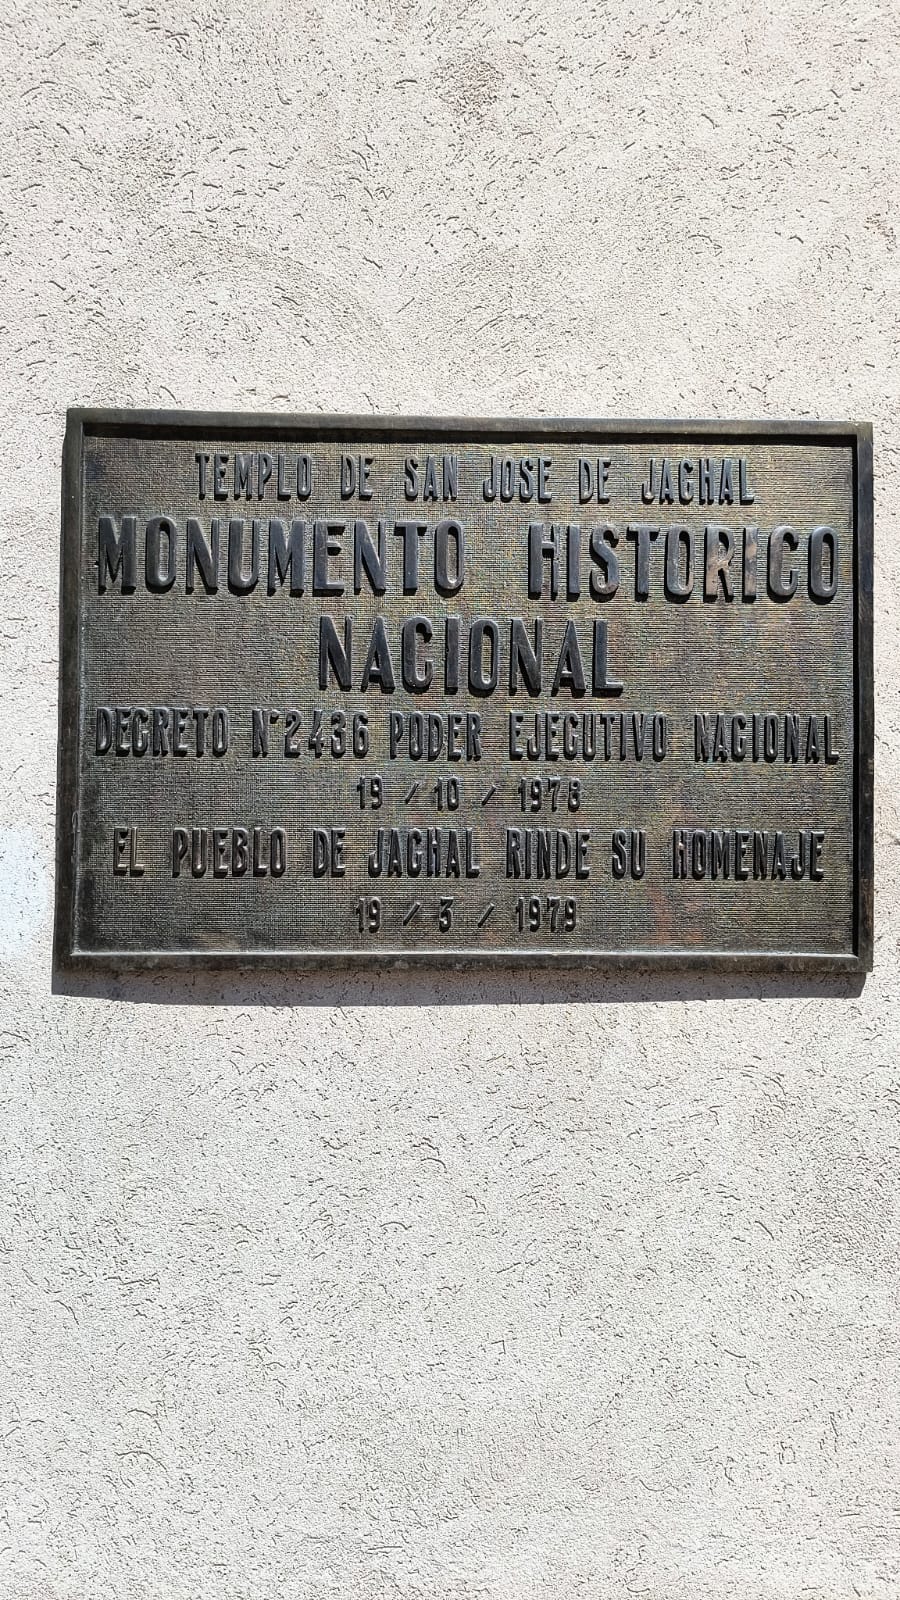 TEMPLO DE SAN JOSE DE JACHAL
MONUMENTO HISTORICO
NACIONAL
DECRETO N°2436 PODER EJECUTIVO NACIONAL
19 / 10 / 1978
EL PUEBLO DE JACHAL RINDE SU HOMENAJE
19 / 3 / 1979